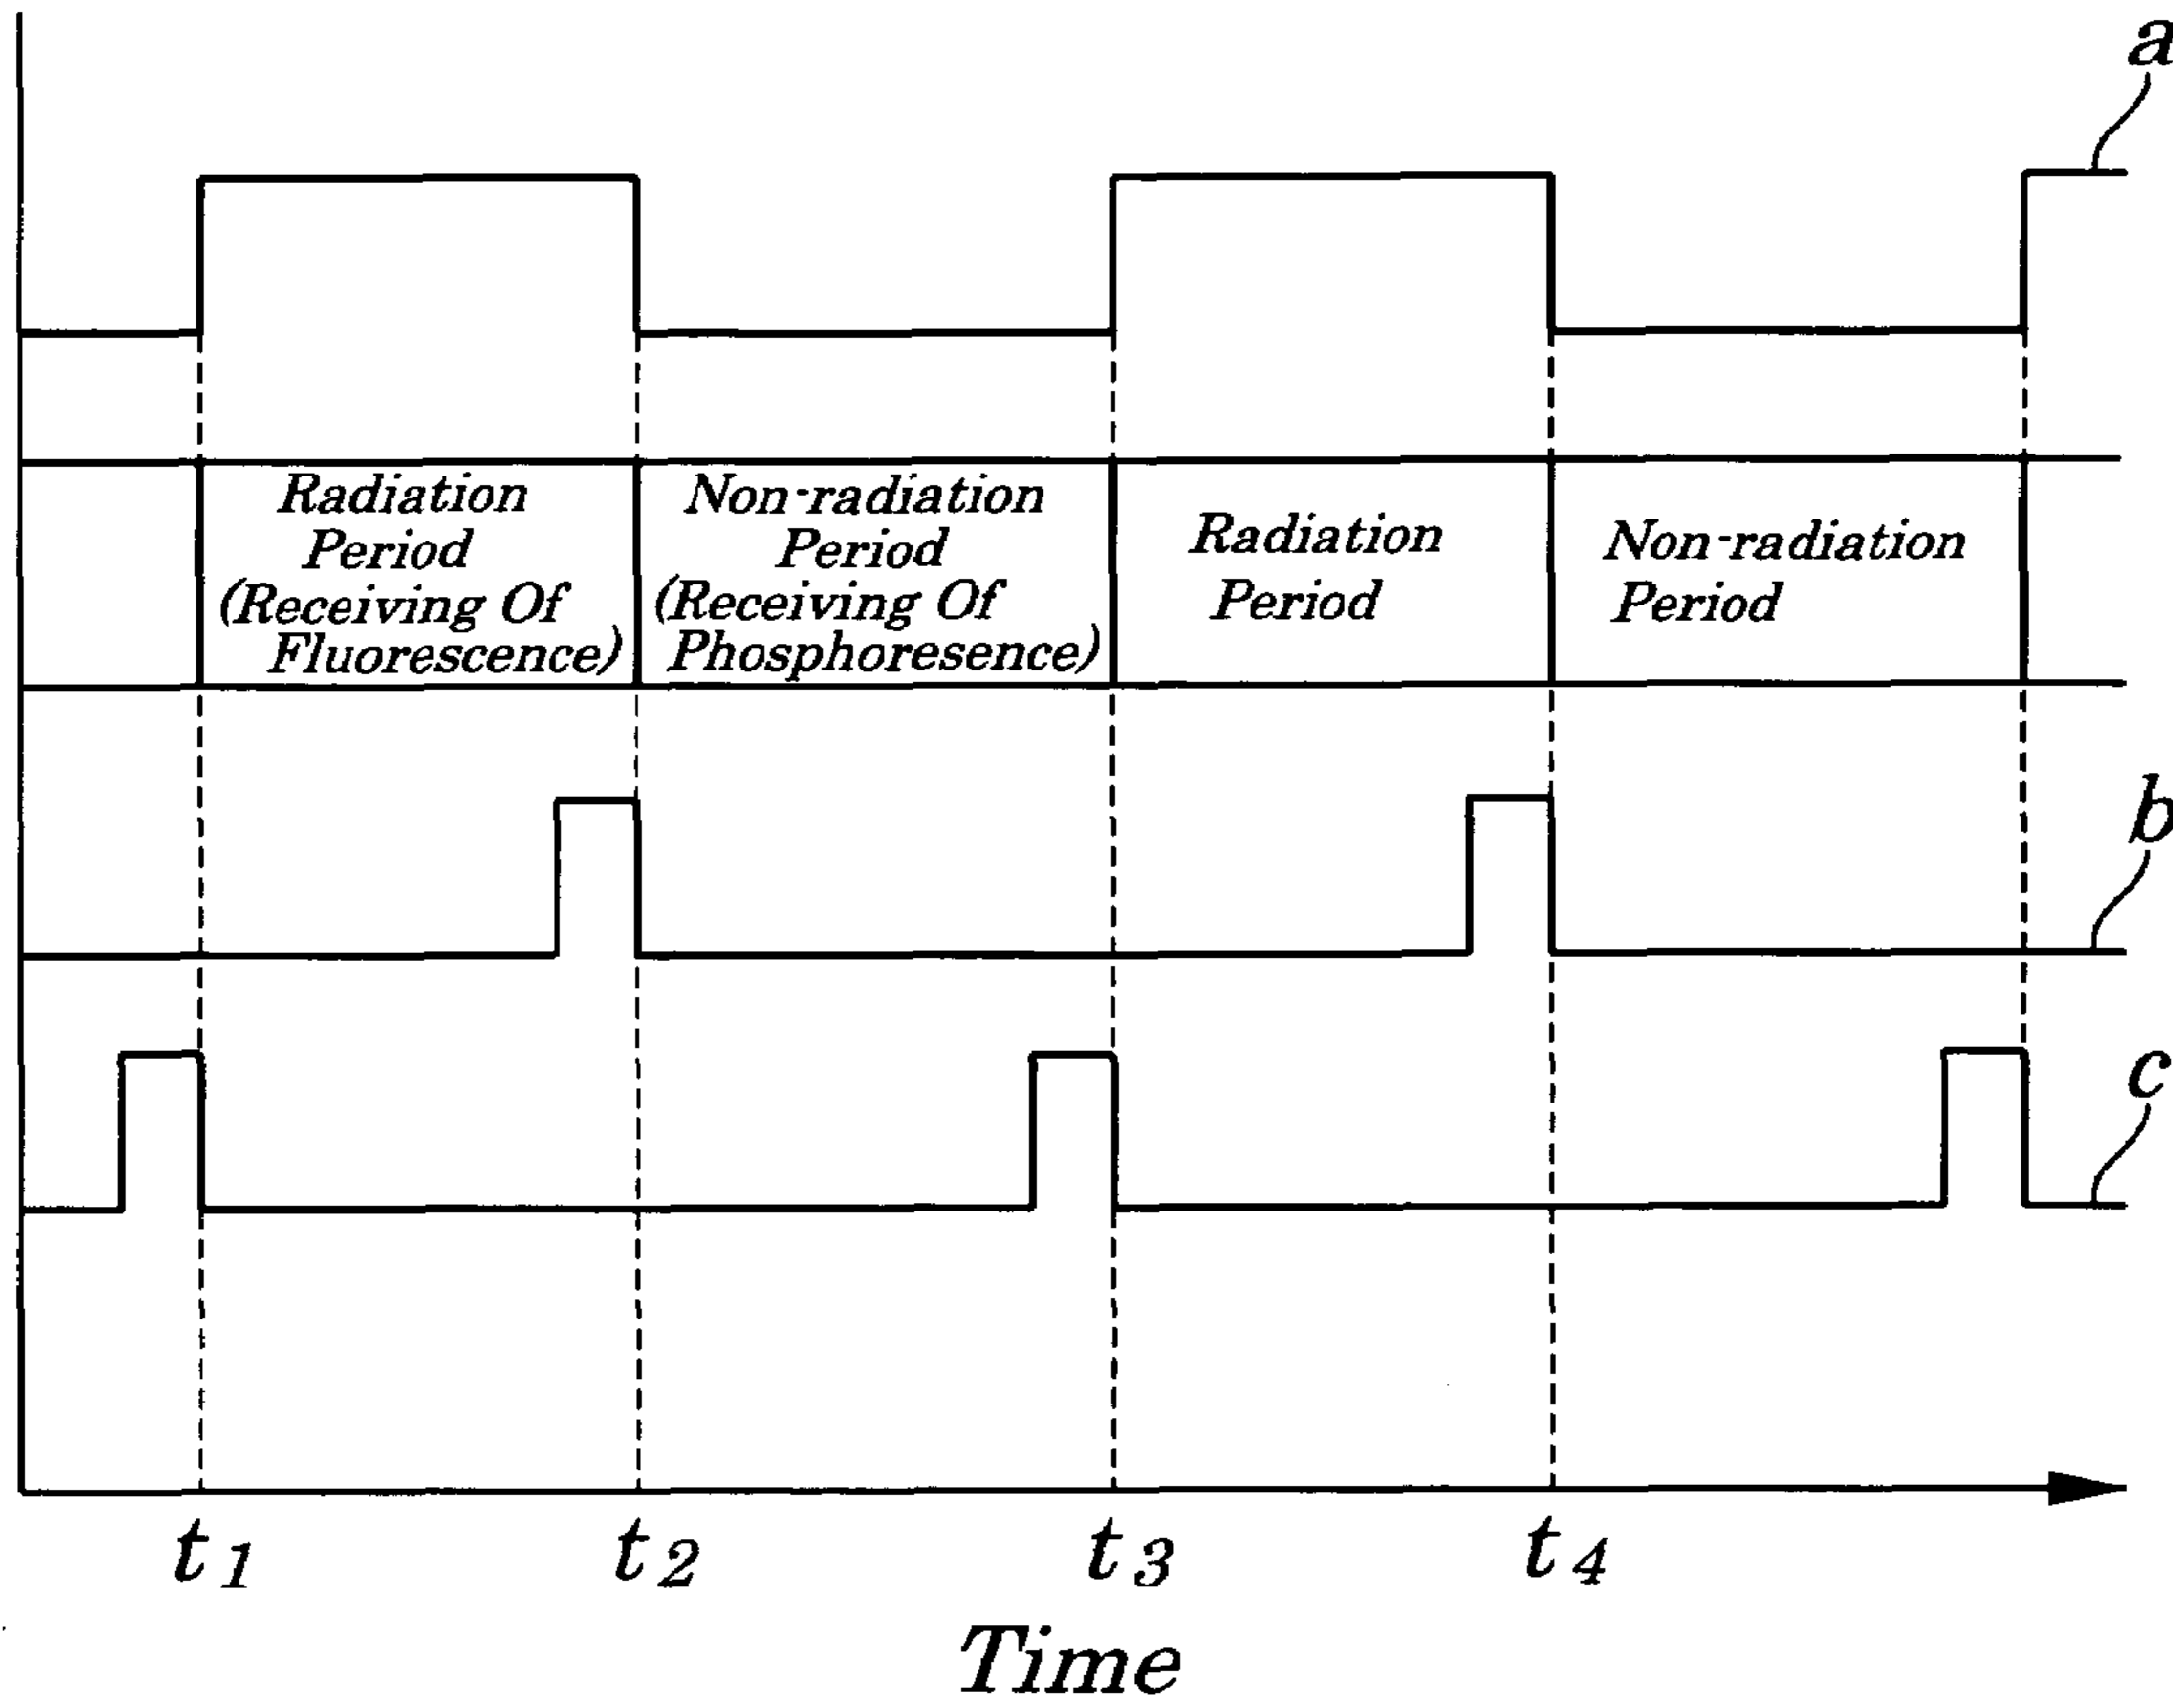 a
Radiation
Period
(Receiving Of
Fluorescence)
Non-radiation
Period
(Receiving Of
Phosphoresence)
Radiation
Period
Non-radiation
Period
b
c
t1
t2
t3
t4
Time